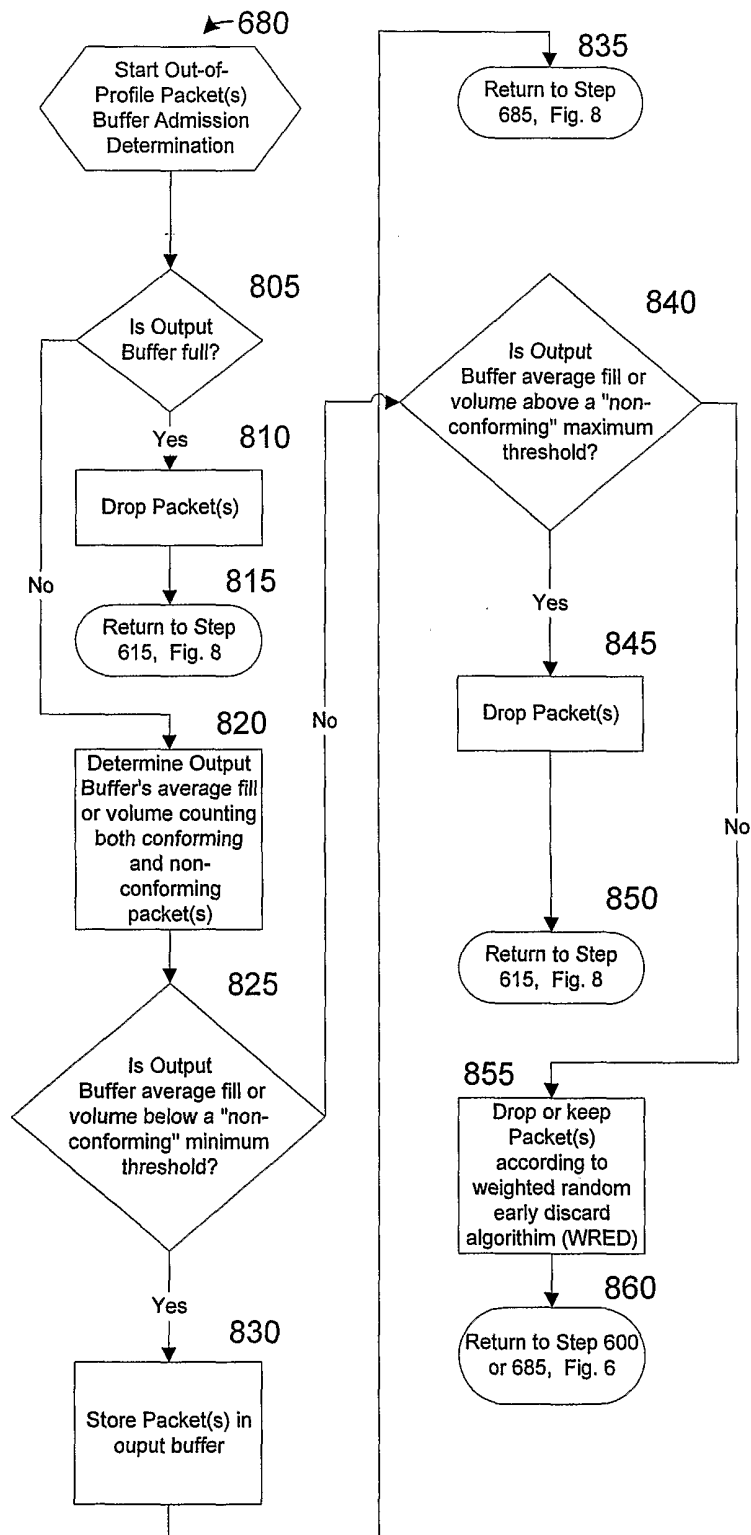 680
Start Out-of-
Profile Packet(s)
Buffer Admission
Determination
805
Is Output
Buffer full?
Yes
810
Drop Packet(s)
No
815
Return to Step
615, Fig. 8
820
Determine Output
Buffer's average fill
or volume counting
both conforming
and non-
conforming
packet(s)
825
Is Output
Buffer average fill or
volume below a "non-
conforming" minimum
threshold?
No
Yes
830
Store Packet(s) in
ouput buffer
835
Return to Step
685, Fig. 8
840
Is Output
Buffer average fill or
volume above a "non-
conforming" maximum
threshold?
Yes
845
Drop Packet(s)
No
850
Return to Step
615, Fig. 8
855
Drop or keep
Packet(s)
according to
weighted random
early discard
algorithim (WRED)
860
Return to Step 600
or 685, Fig. 6